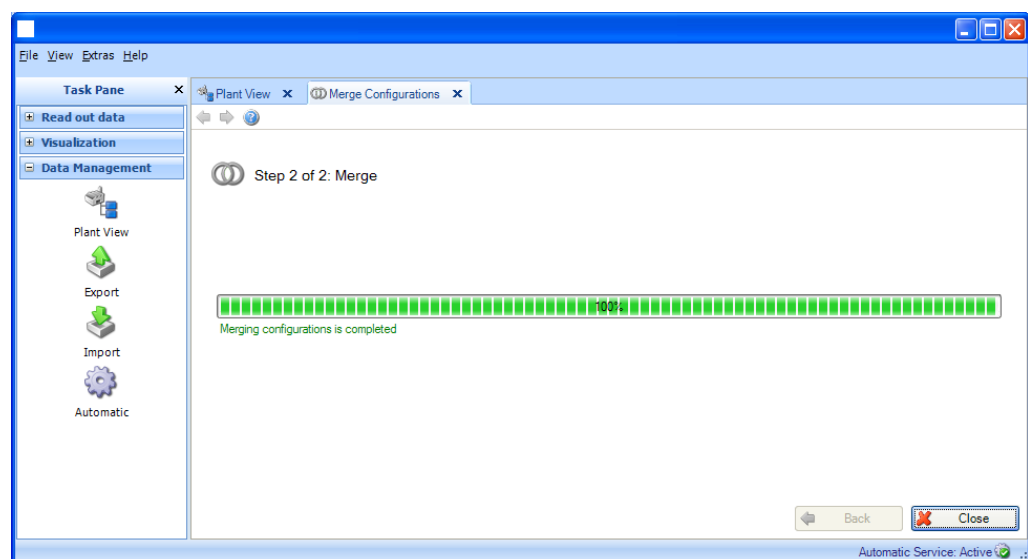 File View Extras Help
Task Pane
Plant View
Merge Configurations
Read out data
Visualization
Data Management
Plant View
Export
Import
Automatic
Step 2 of 2: Merge
100%
Merging configurations is completed
Back
Close
Automatic Service: Active